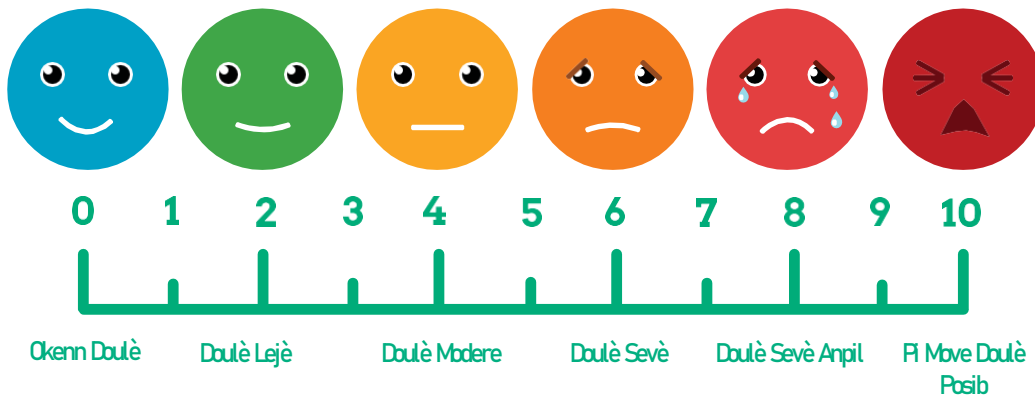 0 1 2 3 4 5 6 7 8 9 10
Okenn Doulè Doulè Lejè Doulè Modere Doulè Sevè Doulè Sevè Anpil Pi Move Doulè
Posib